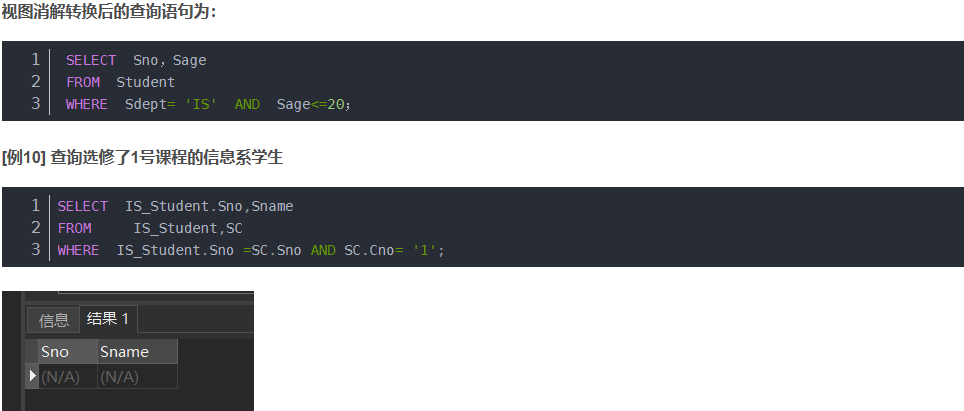 视图消解转换后的查询语句为：
1 SELECT Sno，Sage
2 FROM Student
3 WHERE Sdept= 'IS' AND Sage<=20；
[例10] 查询选修了1号课程的信息系学生
1 SELECT IS_Student.Sno,Sname
2 FROM IS_Student,SC
3 WHERE IS_Student.Sno =SC.Sno AND SC.Cno= '1';
信息 结果 1
Sno Sname
(N/A) (N/A)